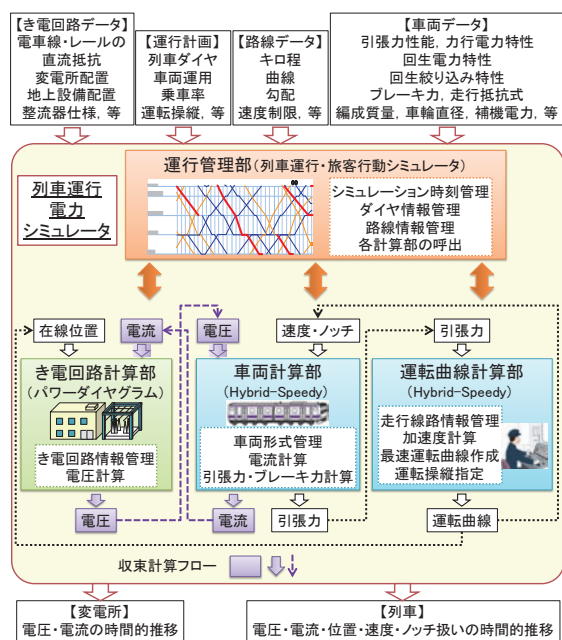 【き電回路データ】
電車線・レールの
直流抵抗
変電所配置
地上設備配置
整流器仕様, 等
【運行計画】
列車ダイヤ
車両運用
乗車率
運転操縦, 等
【路線データ】
キロ程
曲線
勾配
速度制限, 等
【車両データ】
引張力性能, 力行電力特性
回生電力特性
回生絞り込み特性
ブレーキ力, 走行抵抗式
編成質量, 車輪直径, 補機電力, 等
列車運行
電力
シミュレータ
運行管理部(列車運行・旅客行動シミュレータ)
シミュレーション時刻管理
ダイヤ情報管理
路線情報管理
各計算部の呼出
在線位置
電流
電圧
速度・ノッチ
引張力
き電回路計算部
(パワーダイヤグラム)
き電回路情報管理
電圧計算
車両計算部
(Hybrid-Speedy)
車両形式管理
電流計算
引張力・ブレーキ力計算
運転曲線計算部
(Hybrid-Speedy)
走行線路情報管理
加速度計算
最速運転曲線作成
運転操縦指定
電圧
電流
引張力
運転曲線
収束計算フロー
【変電所】
電圧・電流の時間的推移
【列車】
電圧・電流・位置・速度・ノッチ扱いの時間的推移